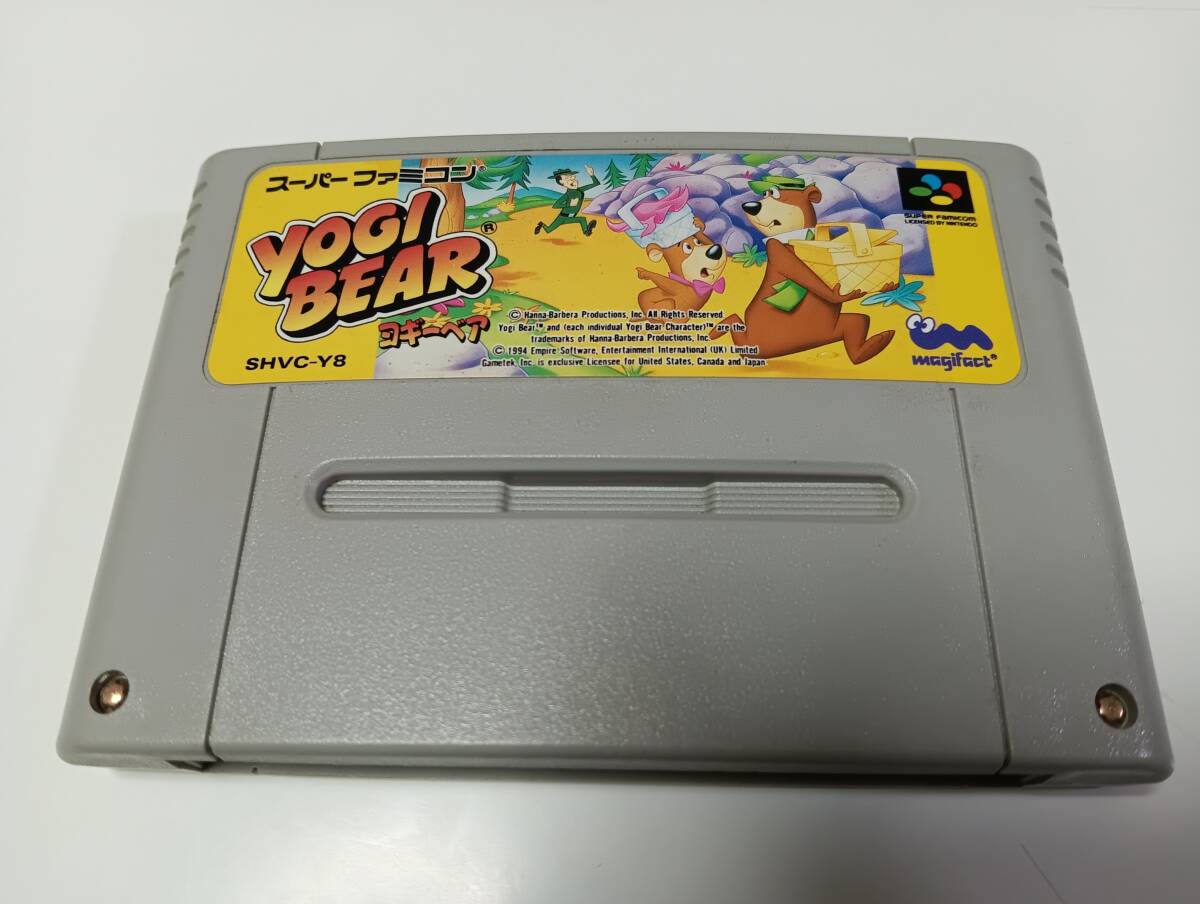 スーパーファミコン®
YOGI
BEAR®
ヨギーベア
SHVC-Y8
© Hanna-Barbera Productions, Inc. All Rights Reserved
Yogi Bear™ and (each individual Yogi Bear Character)™ are the
trademarks of Hanna-Barbera Productions, Inc.
© 1994 Empire Software, Entertainment International (UK) Limited
Gametek, Inc. is exclusive Licensee for United States, Canada and Japan
SUPER FAMICOM
LICENSED BY NINTENDO
magifact®